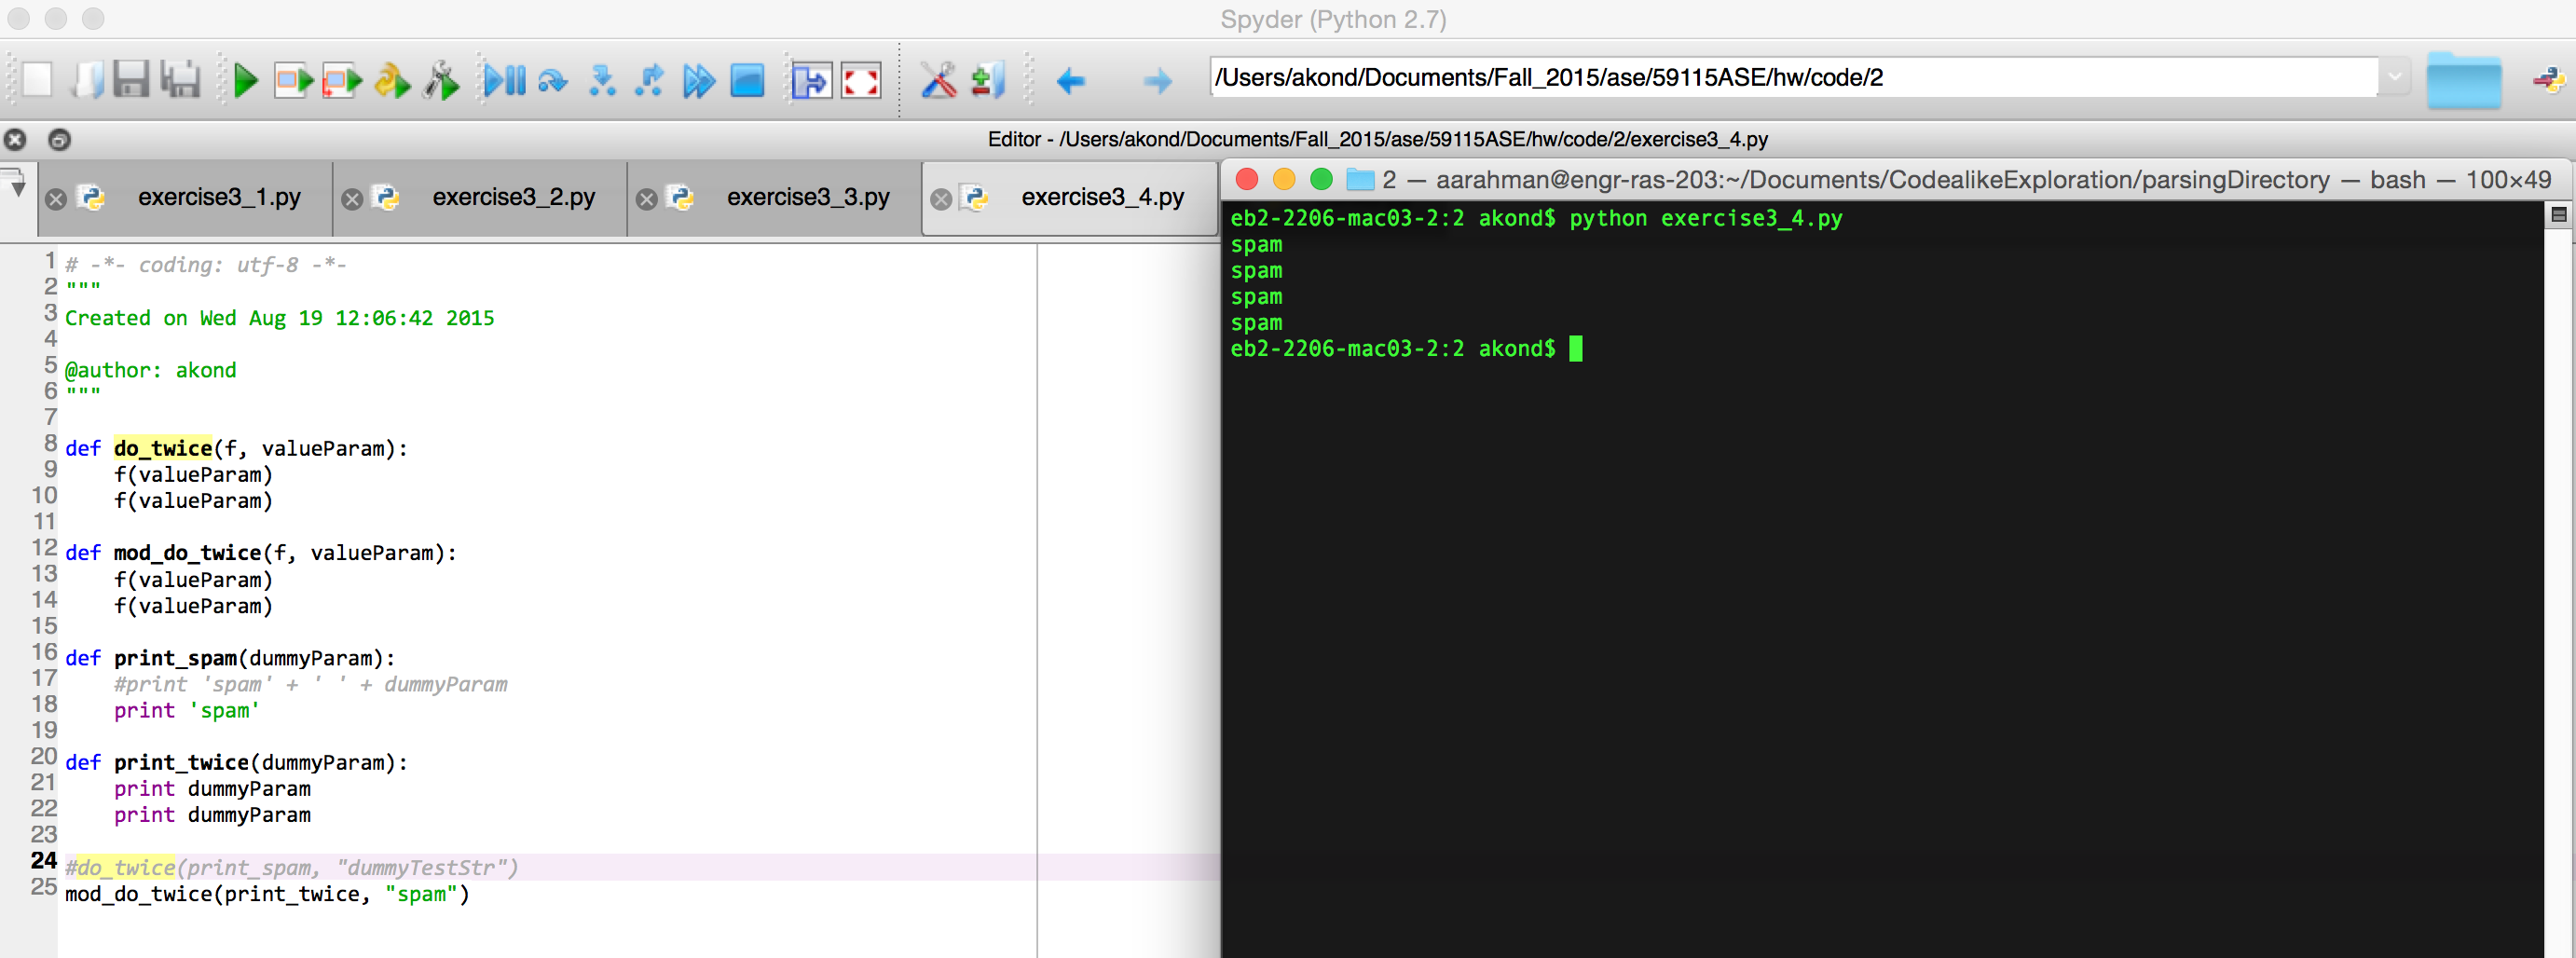 Spyder (Python 2.7)
/Users/akond/Documents/Fall_2015/ase/59115ASE/hw/code/2
Editor - /Users/akond/Documents/Fall_2015/ase/59115ASE/hw/code/2/exercise3_4.py
exercise3_1.py
exercise3_2.py
exercise3_3.py
exercise3_4.py
1 # -*- coding: utf-8 -*-
2 """
3 Created on Wed Aug 19 12:06:42 2015
4
5 @author: akond
6 """
7
8 def do_twice(f, valueParam):
9     f(valueParam)
10     f(valueParam)
11
12 def mod_do_twice(f, valueParam):
13     f(valueParam)
14     f(valueParam)
15
16 def print_spam(dummyParam):
17     #print 'spam' + ' ' + dummyParam
18     print 'spam'
19
20 def print_twice(dummyParam):
21     print dummyParam
22     print dummyParam
23
24 #do_twice(print_spam, "dummyTestStr")
25 mod_do_twice(print_twice, "spam")
2 — aarahman@engr-ras-203:~/Documents/CodealikeExploration/parsingDirectory — bash — 100×49
eb2-2206-mac03-2:2 akond$ python exercise3_4.py
spam
spam
spam
spam
eb2-2206-mac03-2:2 akond$